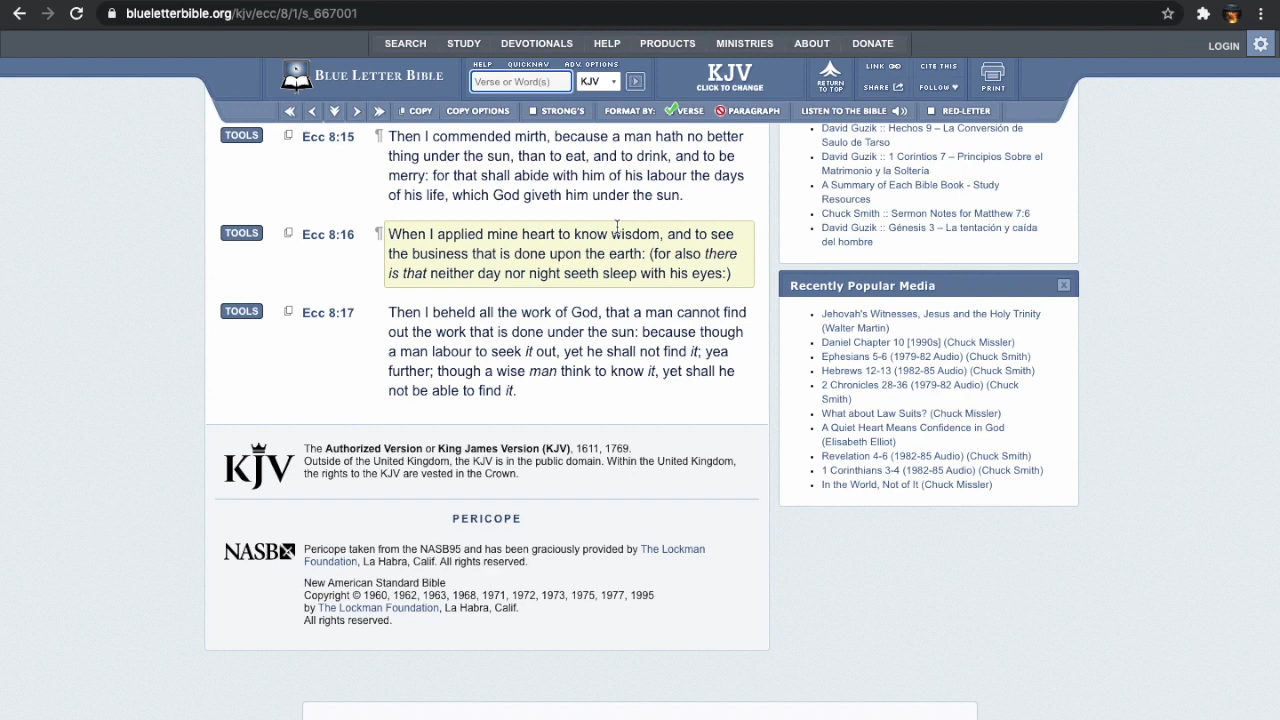 blueletterbible.org/kjv/ecc/8/1/s_667001
SEARCH STUDY DEVOTIONALS HELP PRODUCTS MINISTRIES ABOUT DONATE
LOGIN
BLUE LETTER BIBLE
HELP QUICKNAV ADV. OPTIONS
Verse or Word(s)
KJV
KJV
CLICK TO CHANGE
RETURN
TO TOP
LINK
SHARE
CITE THIS
FOLLOW
PRINT
COPY COPY OPTIONS STRONG'S FORMAT BY: VERSE PARAGRAPH LISTEN TO THE BIBLE RED-LETTER
TOOLS Ecc 8:15 ¶ Then I commended mirth, because a man hath no better
thing under the sun, than to eat, and to drink, and to be
merry: for that shall abide with him of his labour the days
of his life, which God giveth him under the sun.
TOOLS Ecc 8:16 ¶ When I applied mine heart to know wisdom, and to see
the business that is done upon the earth: (for also there
is that neither day nor night seeth sleep with his eyes:)
TOOLS Ecc 8:17 Then I beheld all the work of God, that a man cannot find
out the work that is done under the sun: because though
a man labour to seek it out, yet he shall not find it; yea
further; though a wise man think to know it, yet shall he
not be able to find it.
KJV
The Authorized Version or King James Version (KJV), 1611, 1769.
Outside of the United Kingdom, the KJV is in the public domain. Within the United Kingdom,
the rights to the KJV are vested in the Crown.
PERICOPE
NASB
Pericope taken from the NASB95 and has been graciously provided by The Lockman
Foundation, La Habra, Calif. All rights reserved.
New American Standard Bible
Copyright © 1960, 1962, 1963, 1968, 1971, 1972, 1973, 1975, 1977, 1995
by The Lockman Foundation, La Habra, Calif.
All rights reserved.
David Guzik :: Hechos 9 – La Conversión de
Saulo de Tarso
David Guzik :: 1 Corintios 7 – Principios Sobre el
Matrimonio y la Soltería
A Summary of Each Bible Book - Study
Resources
Chuck Smith :: Sermon Notes for Matthew 7:6
David Guzik :: Génesis 3 – La tentación y caída
del hombre
Recently Popular Media
x
Jehovah's Witnesses, Jesus and the Holy Trinity
(Walter Martin)
Daniel Chapter 10 [1990s] (Chuck Missler)
Ephesians 5-6 (1979-82 Audio) (Chuck Smith)
Hebrews 12-13 (1982-85 Audio) (Chuck Smith)
2 Chronicles 28-36 (1979-82 Audio) (Chuck
Smith)
What about Law Suits? (Chuck Missler)
A Quiet Heart Means Confidence in God
(Elisabeth Elliot)
Revelation 4-6 (1982-85 Audio) (Chuck Smith)
1 Corinthians 3-4 (1982-85 Audio) (Chuck Smith)
In the World, Not of It (Chuck Missler)